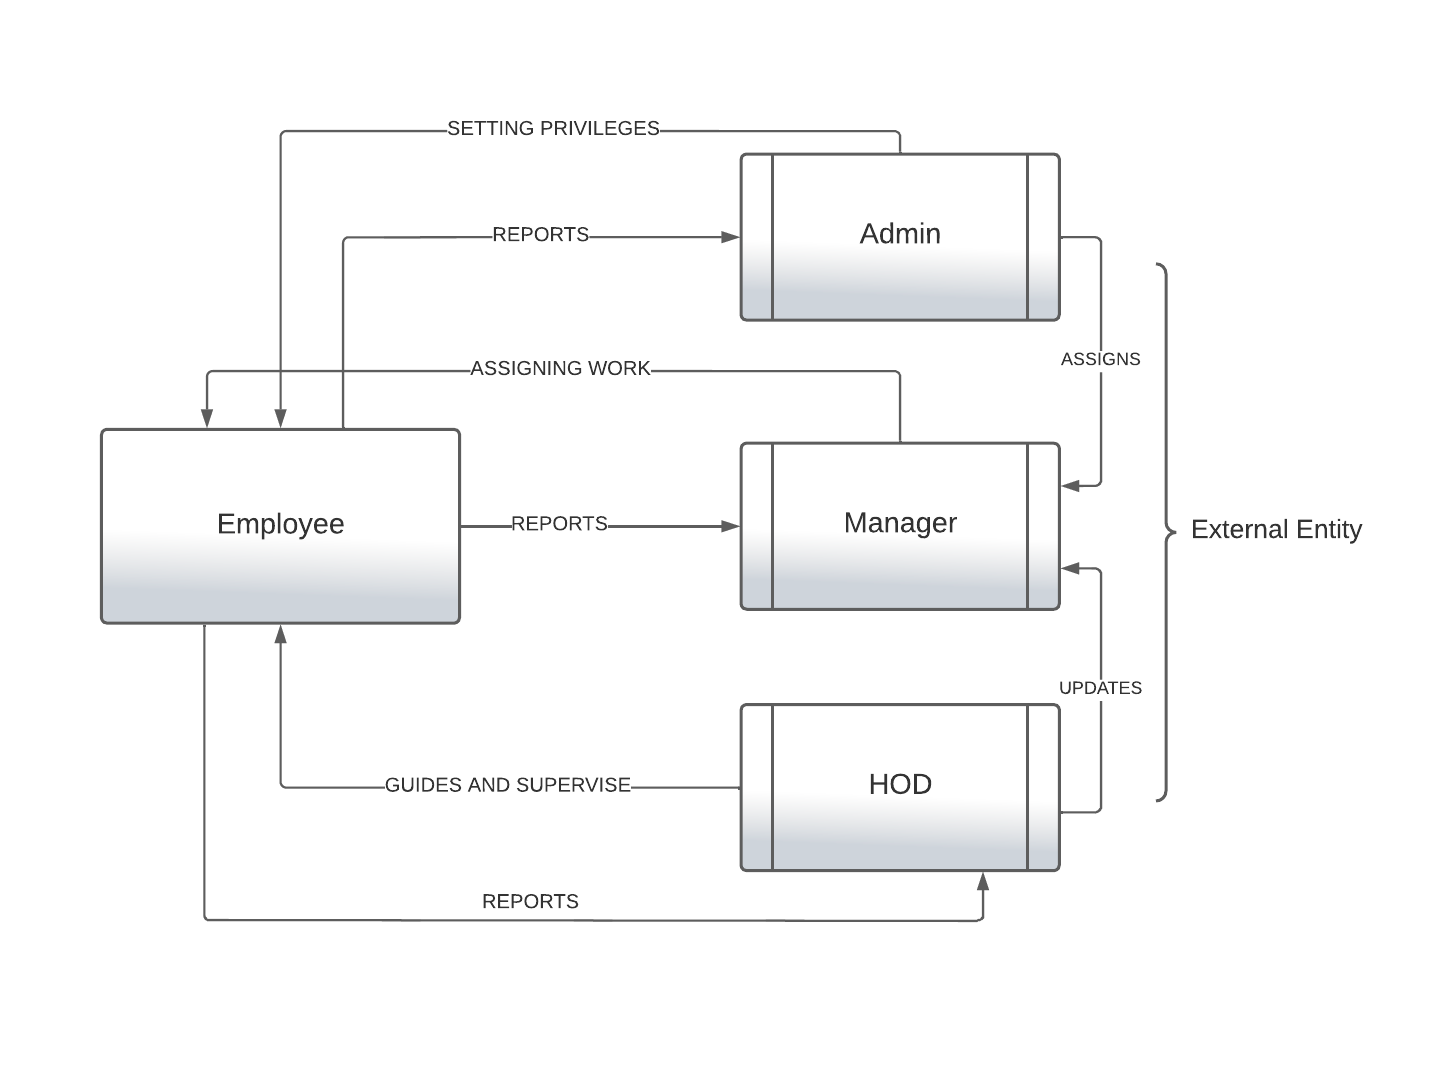 SETTING PRIVILEGES
Admin
REPORTS
ASSIGNS
ASSIGNING WORK
Employee
REPORTS
Manager
External Entity
UPDATES
GUIDES AND SUPERVISE
HOD
REPORTS